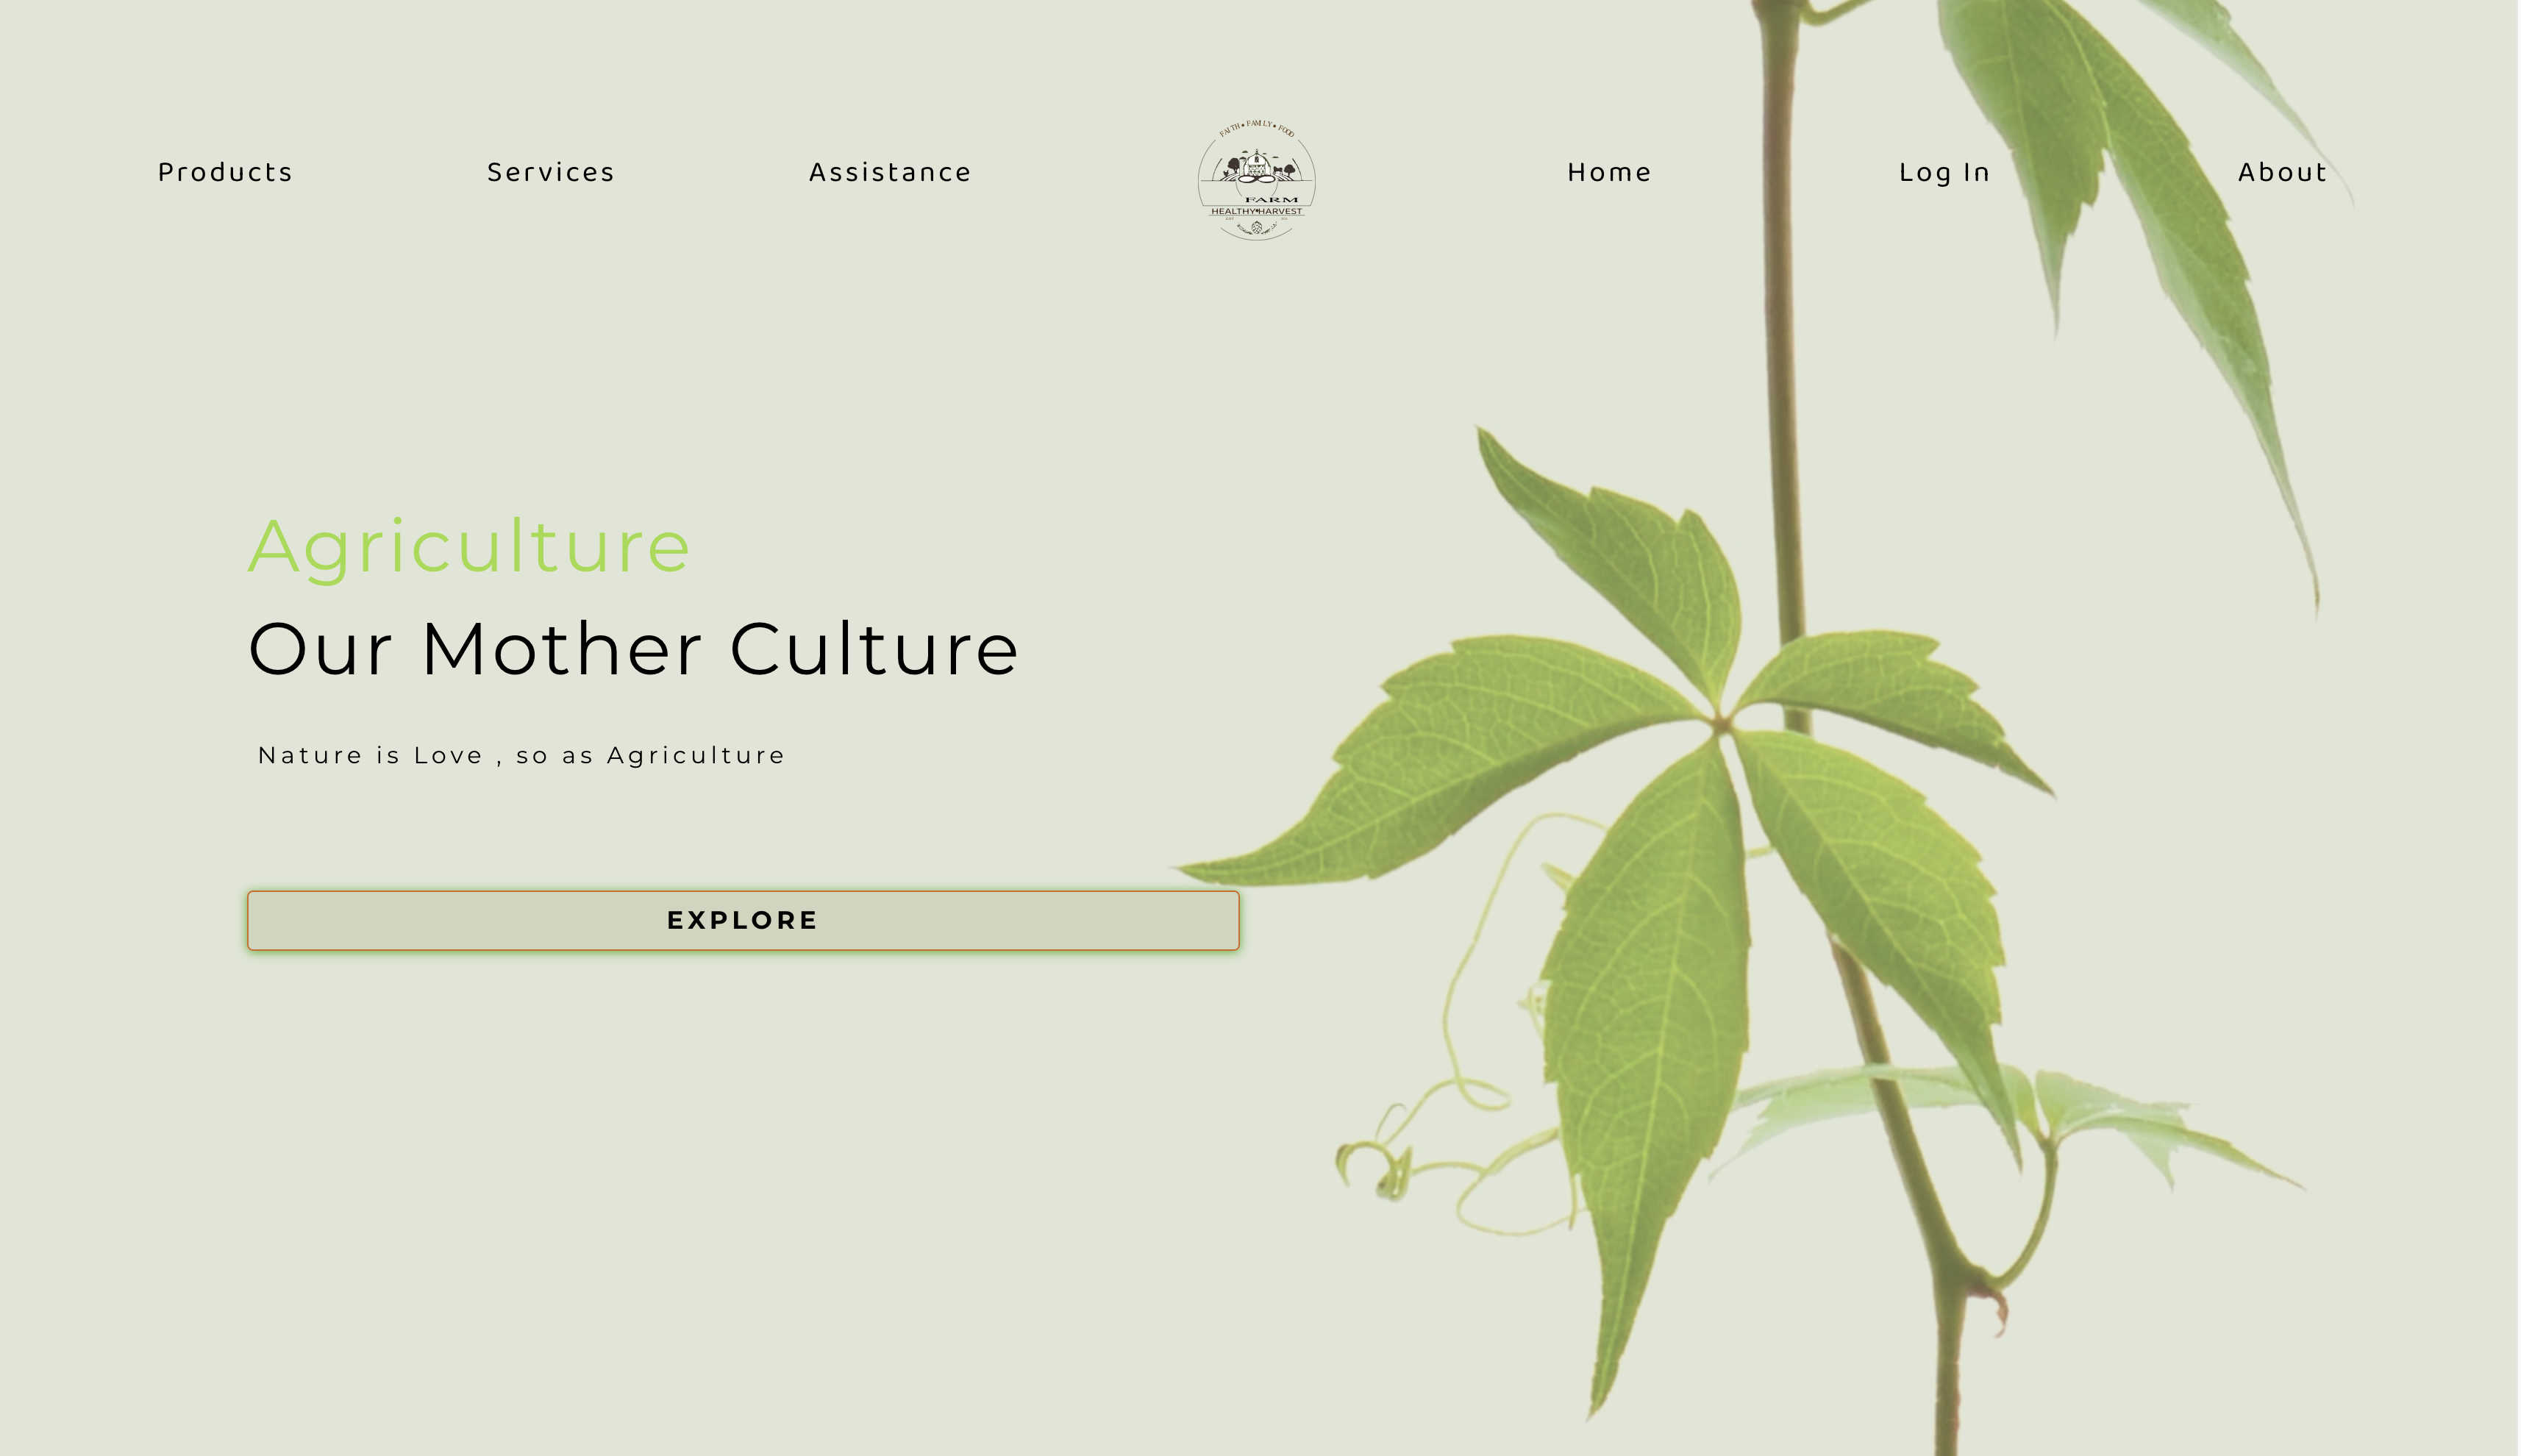 Products Services Assistance Home Log In About
FAITH • FAMILY • FOOD
FARM
HEALTHY HARVEST
Agriculture
Our Mother Culture
Nature is Love , so as Agriculture
EXPLORE